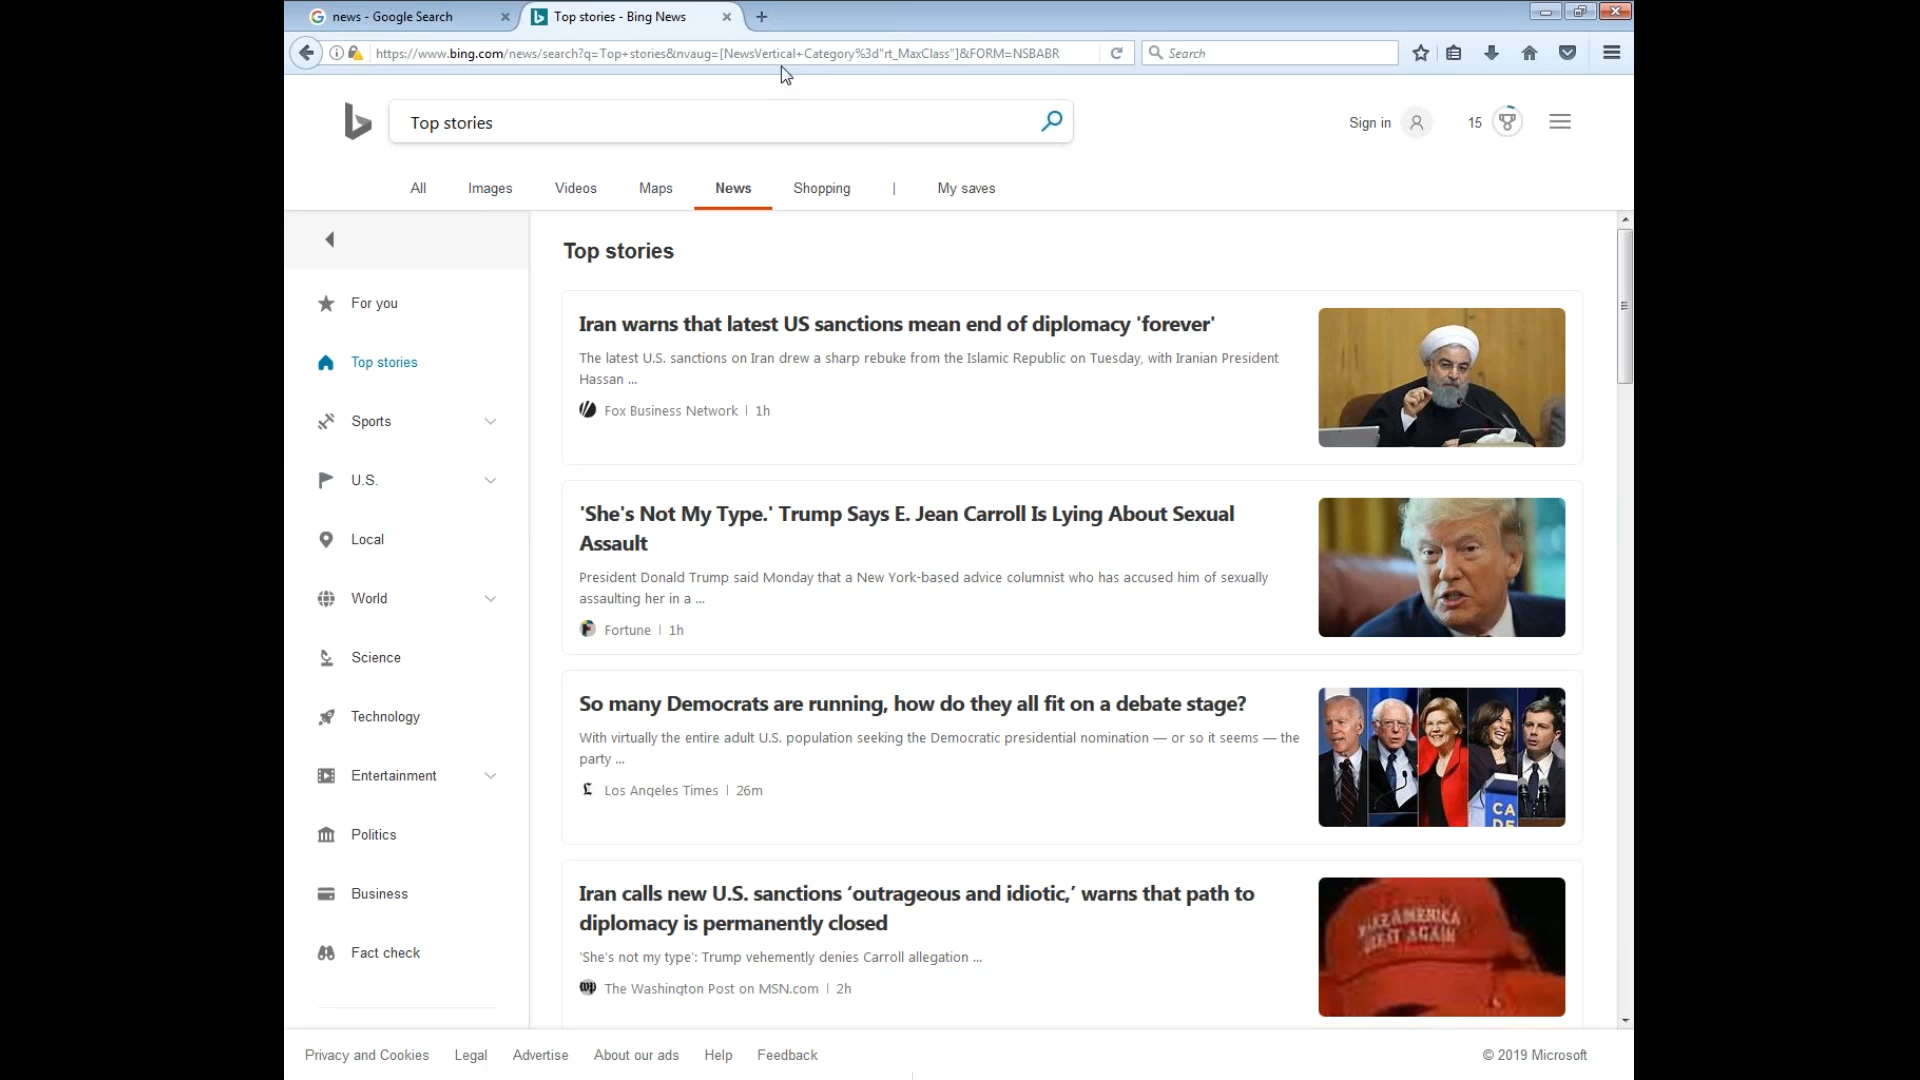 news - Google Search
Top stories - Bing News
https://www.bing.com/news/search?q=Top+stories&nvaug=[NewsVertical+Category%3d"rt_MaxClass"]&FORM=NSBABR
Search
Top stories
Sign in
15
All
Images
Videos
Maps
News
Shopping
|
My saves
For you
Top stories
Sports
U.S.
Local
World
Science
Technology
Entertainment
Politics
Business
Fact check
Top stories
Iran warns that latest US sanctions mean end of diplomacy 'forever'
The latest U.S. sanctions on Iran drew a sharp rebuke from the Islamic Republic on Tuesday, with Iranian President
Hassan ...
Fox Business Network | 1h
'She's Not My Type.' Trump Says E. Jean Carroll Is Lying About Sexual
Assault
President Donald Trump said Monday that a New York-based advice columnist who has accused him of sexually
assaulting her in a ...
Fortune | 1h
So many Democrats are running, how do they all fit on a debate stage?
With virtually the entire adult U.S. population seeking the Democratic presidential nomination — or so it seems — the
party ...
Los Angeles Times | 26m
CA
DE
Iran calls new U.S. sanctions ‘outrageous and idiotic,’ warns that path to
diplomacy is permanently closed
'She's not my type': Trump vehemently denies Carroll allegation ...
The Washington Post on MSN.com | 2h
wp
AMERICA
AGAIN
Privacy and Cookies
Legal
Advertise
About our ads
Help
Feedback
© 2019 Microsoft